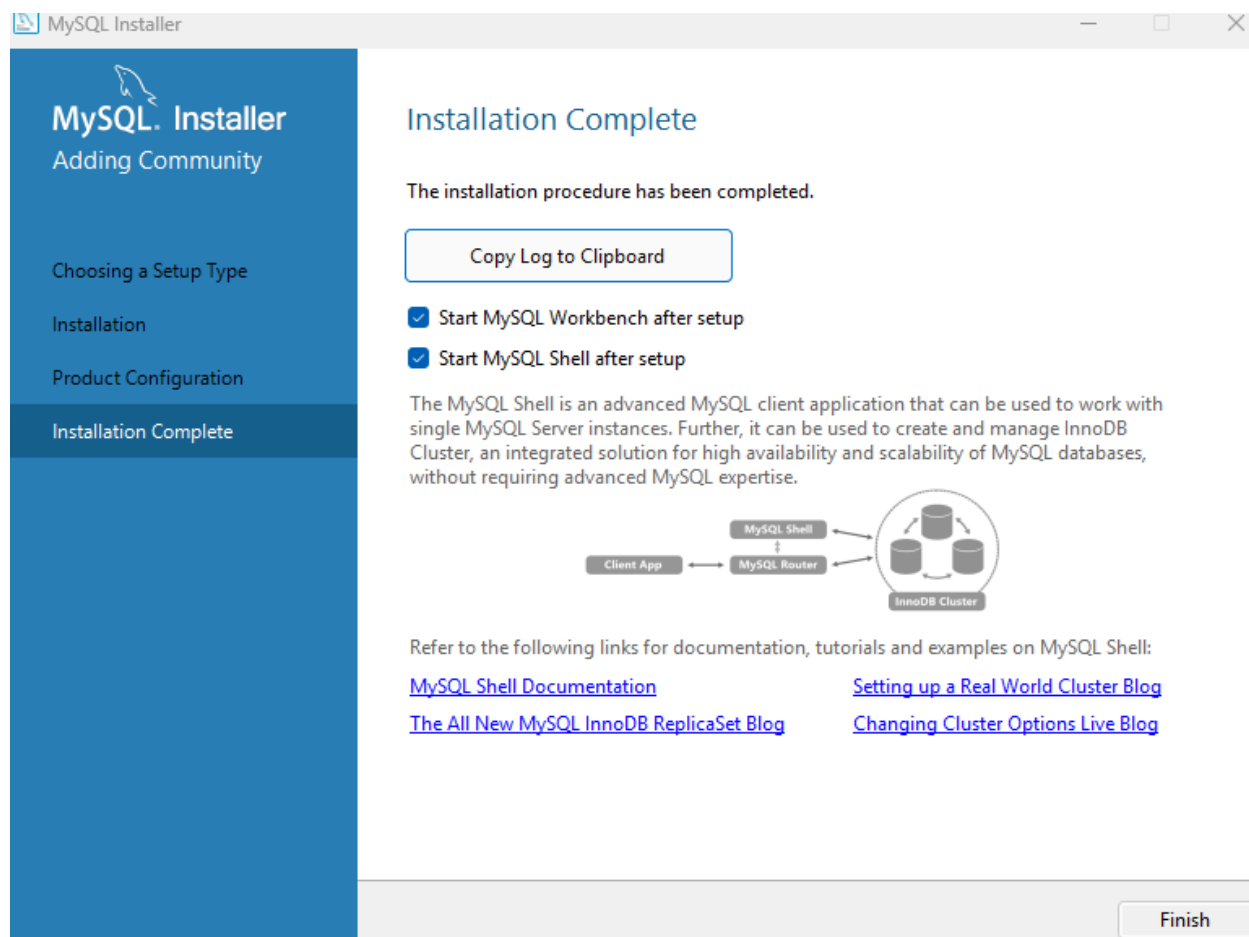 MySQL Installer
MySQL. Installer
Adding Community
Choosing a Setup Type
Installation
Product Configuration
Installation Complete
Installation Complete
The installation procedure has been completed.
Copy Log to Clipboard
Start MySQL Workbench after setup
Start MySQL Shell after setup
The MySQL Shell is an advanced MySQL client application that can be used to work with
single MySQL Server instances. Further, it can be used to create and manage InnoDB
Cluster, an integrated solution for high availability and scalability of MySQL databases,
without requiring advanced MySQL expertise.
MySQL Shell
Client App
MySQL Router
InnoDB Cluster
Refer to the following links for documentation, tutorials and examples on MySQL Shell:
MySQL Shell Documentation
Setting up a Real World Cluster Blog
The All New MySQL InnoDB ReplicaSet Blog
Changing Cluster Options Live Blog
Finish